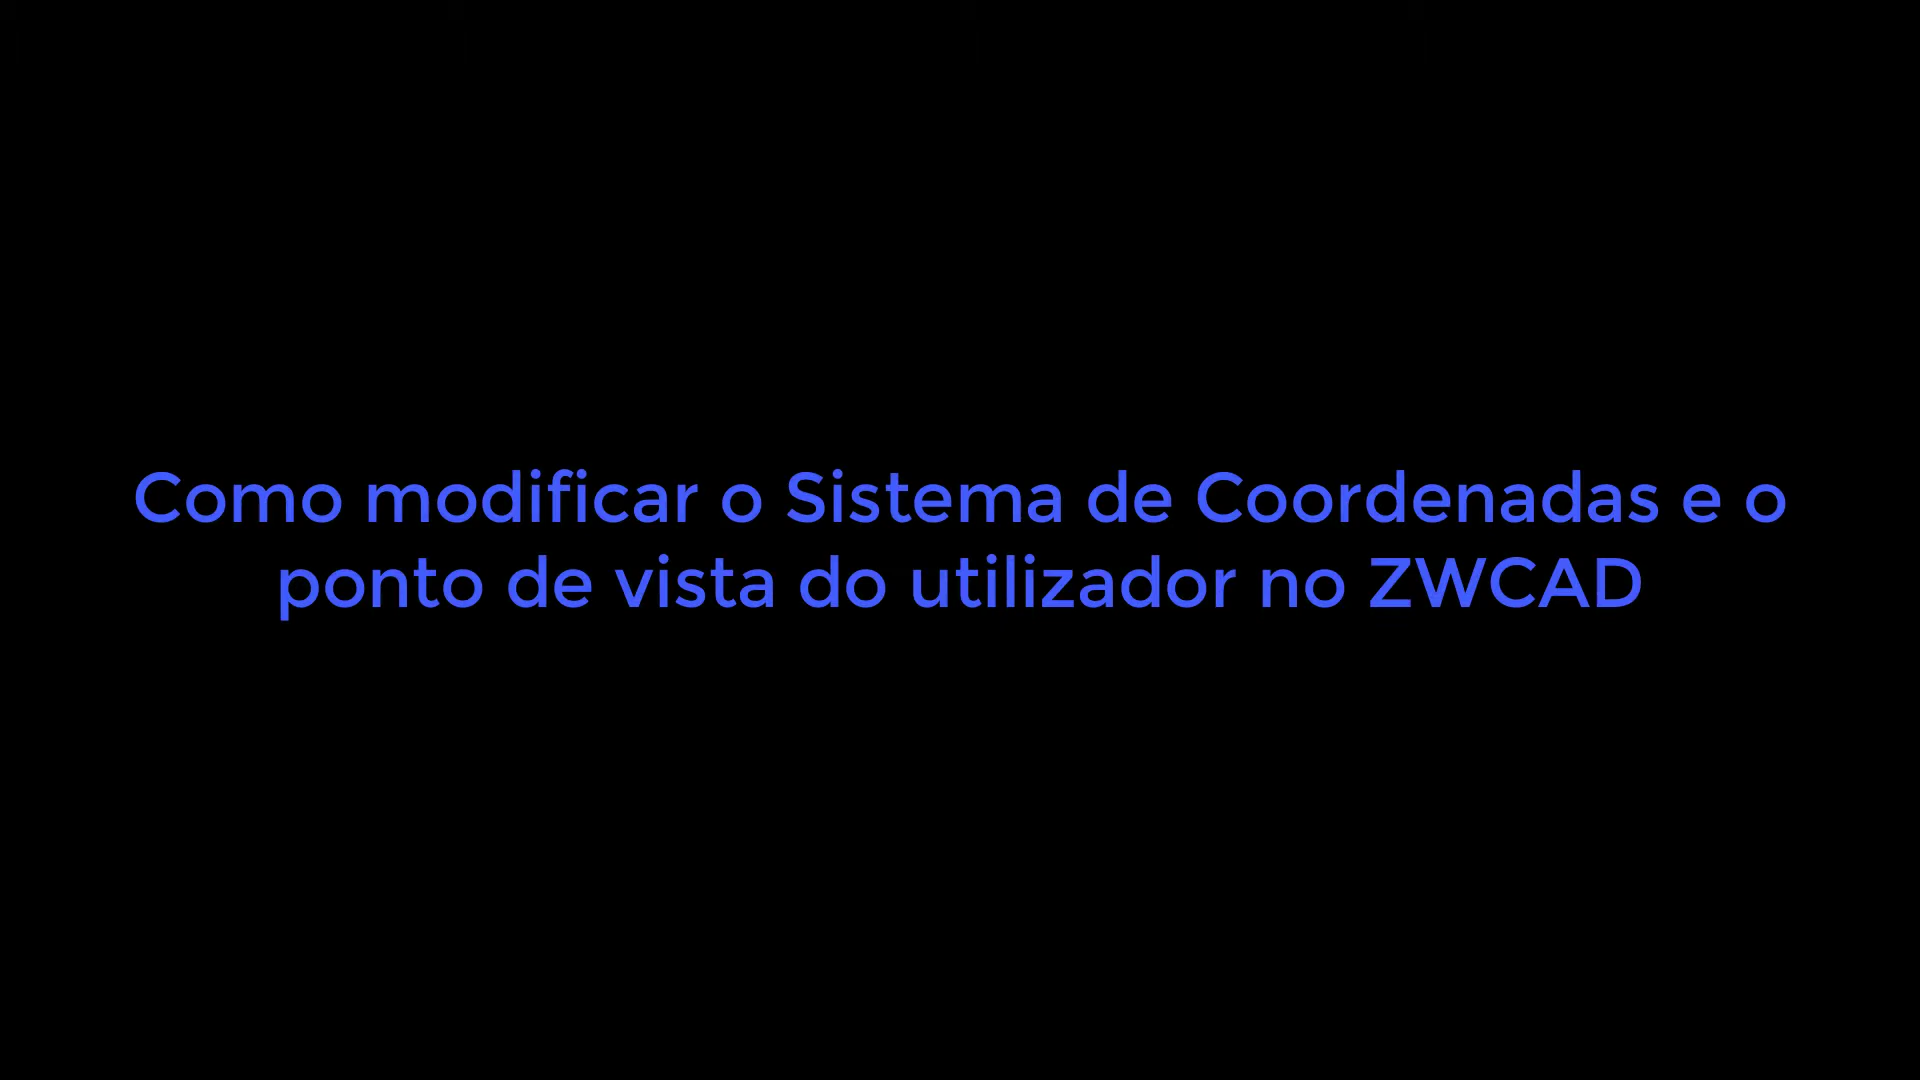 Como modificar o Sistema de Coordenadas e o
ponto de vista do utilizador no ZWCAD